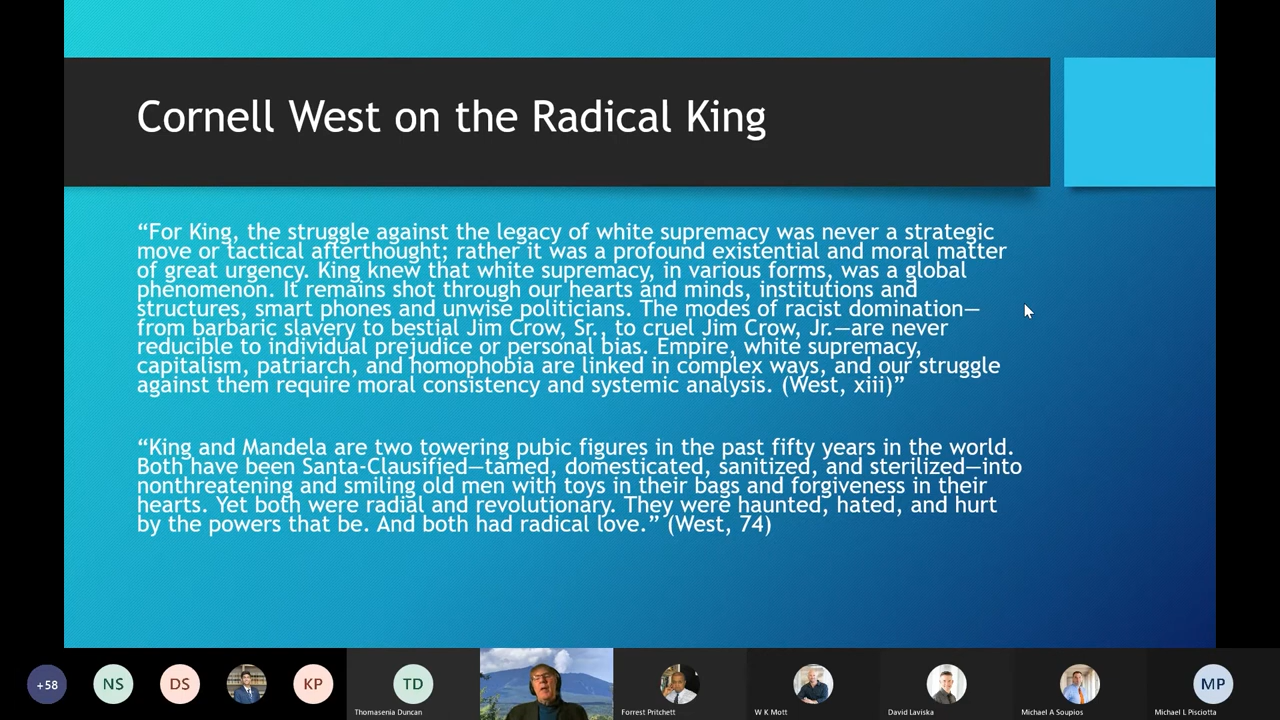 Cornell West on the Radical King
“For King, the struggle against the legacy of white supremacy was never a strategic
move or tactical afterthought; rather it was a profound existential and moral matter
of great urgency. King knew that white supremacy, in various forms, was a global
phenomenon. It remains shot through our hearts and minds, institutions and
structures, smart phones and unwise politicians. The modes of racist domination—
from barbaric slavery to bestial Jim Crow, Sr., to cruel Jim Crow, Jr.—are never
reducible to individual prejudice or personal bias. Empire, white supremacy,
capitalism, patriarch, and homophobia are linked in complex ways, and our struggle
against them require moral consistency and systemic analysis. (West, xiii)”
“King and Mandela are two towering pubic figures in the past fifty years in the world.
Both have been Santa-Clausified—tamed, domesticated, sanitized, and sterilized—into
nonthreatening and smiling old men with toys in their bags and forgiveness in their
hearts. Yet both were radial and revolutionary. They were haunted, hated, and hurt
by the powers that be. And both had radical love.” (West, 74)
+58
NS
DS
KP
TD
MP
Thomasenia Duncan
Forrest Pritchett
W K Mott
David Laviska
Michael A Soupios
Michael L Pisciotta